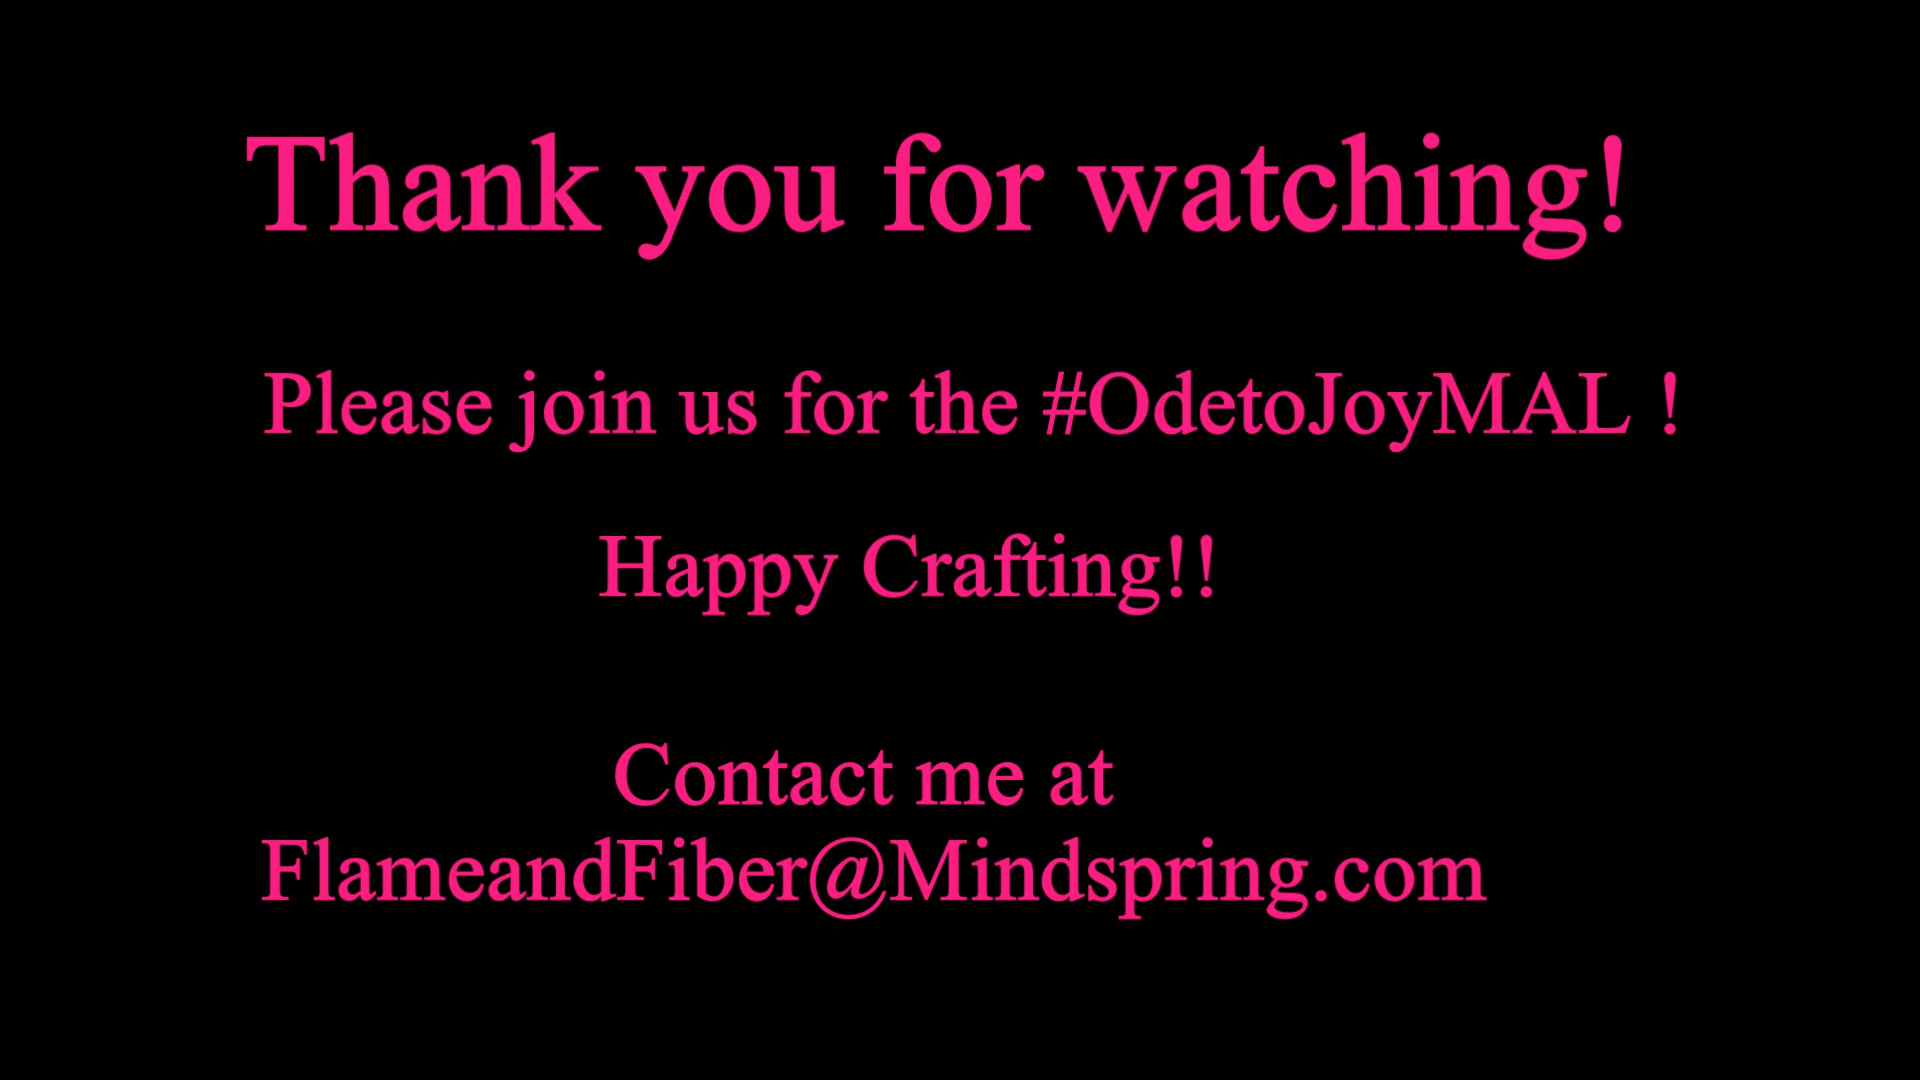 Thank you for watching!
Please join us for the #OdetoJoyMAL !
Happy Crafting!!
Contact me at
FlameandFiber@Mindspring.com